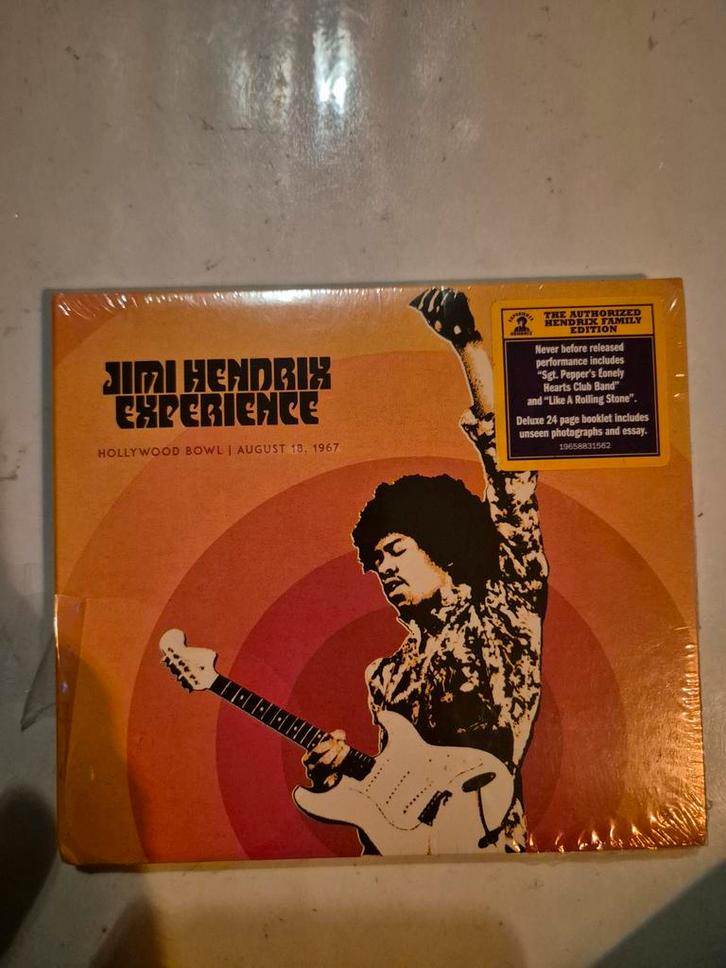 JIMI HENDRIX
EXPERIENCE
HOLLYWOOD BOWL | AUGUST 18, 1967
THE AUTHORIZED
HENDRIX FAMILY
EDITION
Never before released
performance includes
"Sgt. Pepper's Lonely
Hearts Club Band"
and "Like A Rolling Stone".
Deluxe 24 page booklet includes
unseen photographs and essay.
19658831562